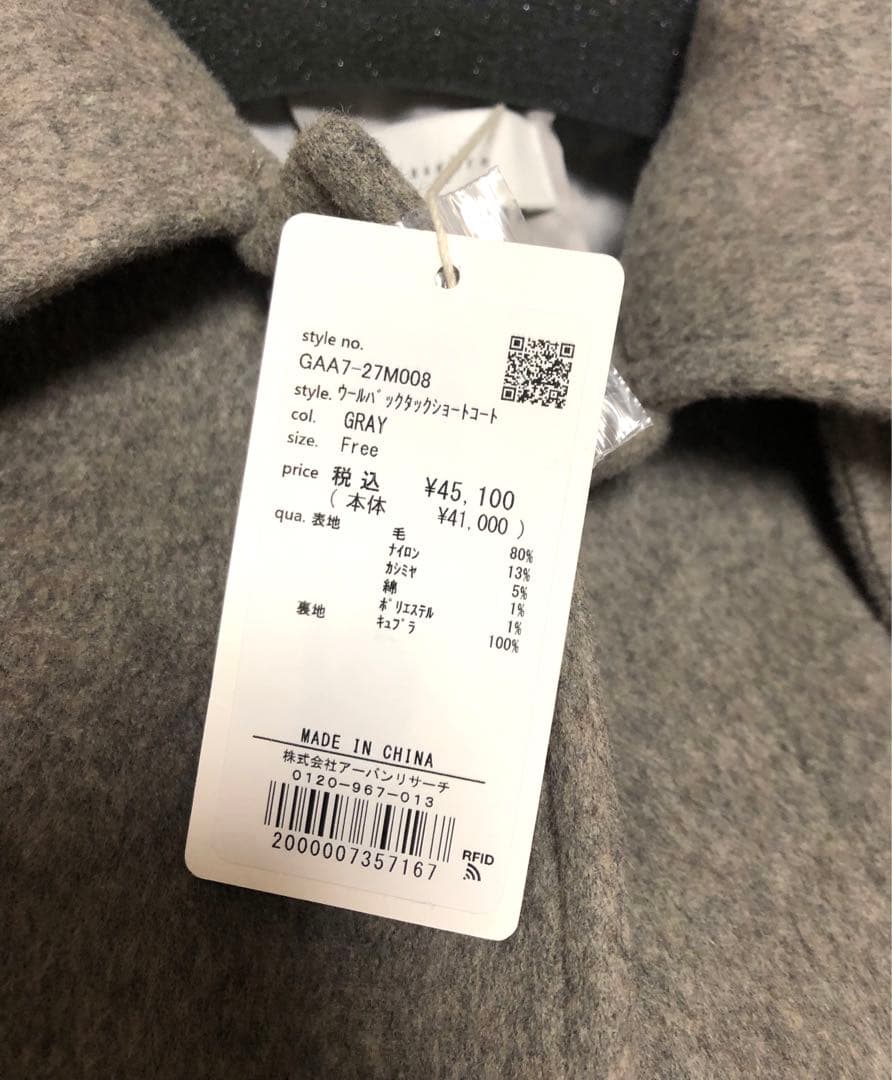 style no.
GAA7-27M008
style. ｳｰﾙﾊﾞｯｸﾀｯｸｼｮｰﾄｺｰﾄ
col. GRAY
size. Free
price 税込 ¥45,100
(本体 ¥41,000 )
qua. 表地 毛 80%
ﾅｲﾛﾝ 13%
ｶｼﾐﾔ 5%
綿 1%
ﾎﾟﾘｴｽﾃﾙ 1%
裏地 ｷｭﾌﾟﾗ 100%
MADE IN CHINA
株式会社アーバンリサーチ
0120-967-013
2000007357167
RFID